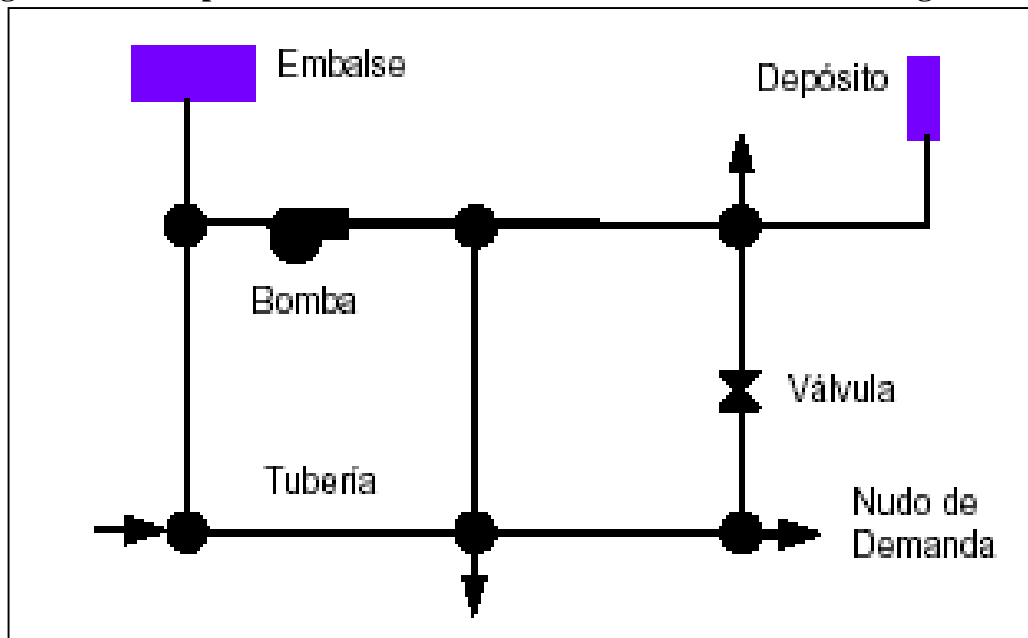 Embalse
Depósito
Bomba
Válvula
Tubería
Nudo de
Demanda